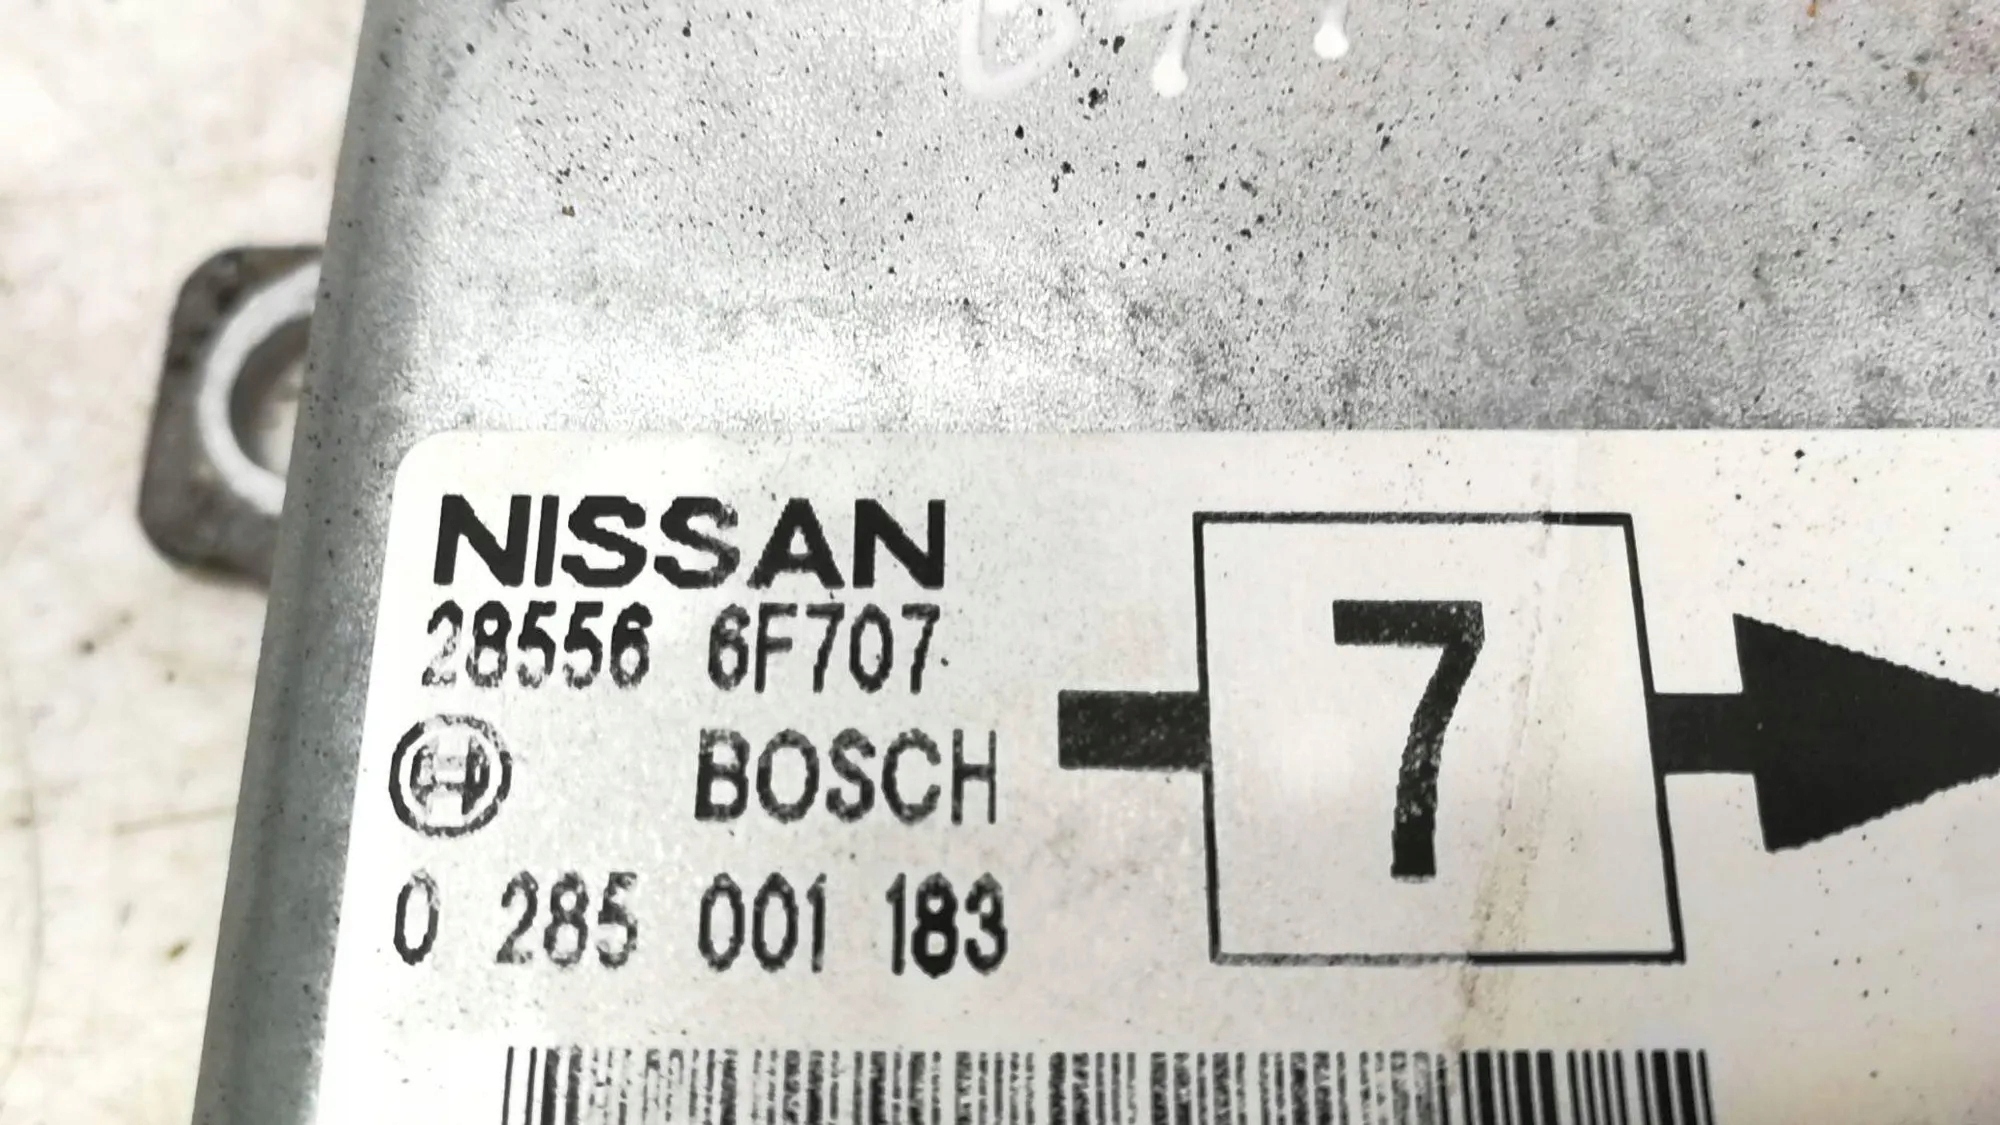 NISSAN
28556 6F707
BOSCH
0 285 001 183
7